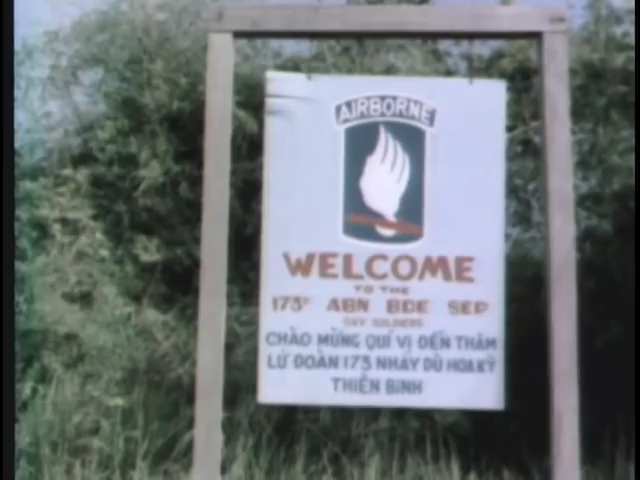 AIRBORNE
WELCOME
TO THE
173ᴰ ABN BDE SEP
SKY SOLDIERS
CHÀO MỪNG QUÍ VỊ ĐẾN THĂM
LỮ ĐOÀN 173 NHẢY DÙ HOA KỲ
THIÊN BINH